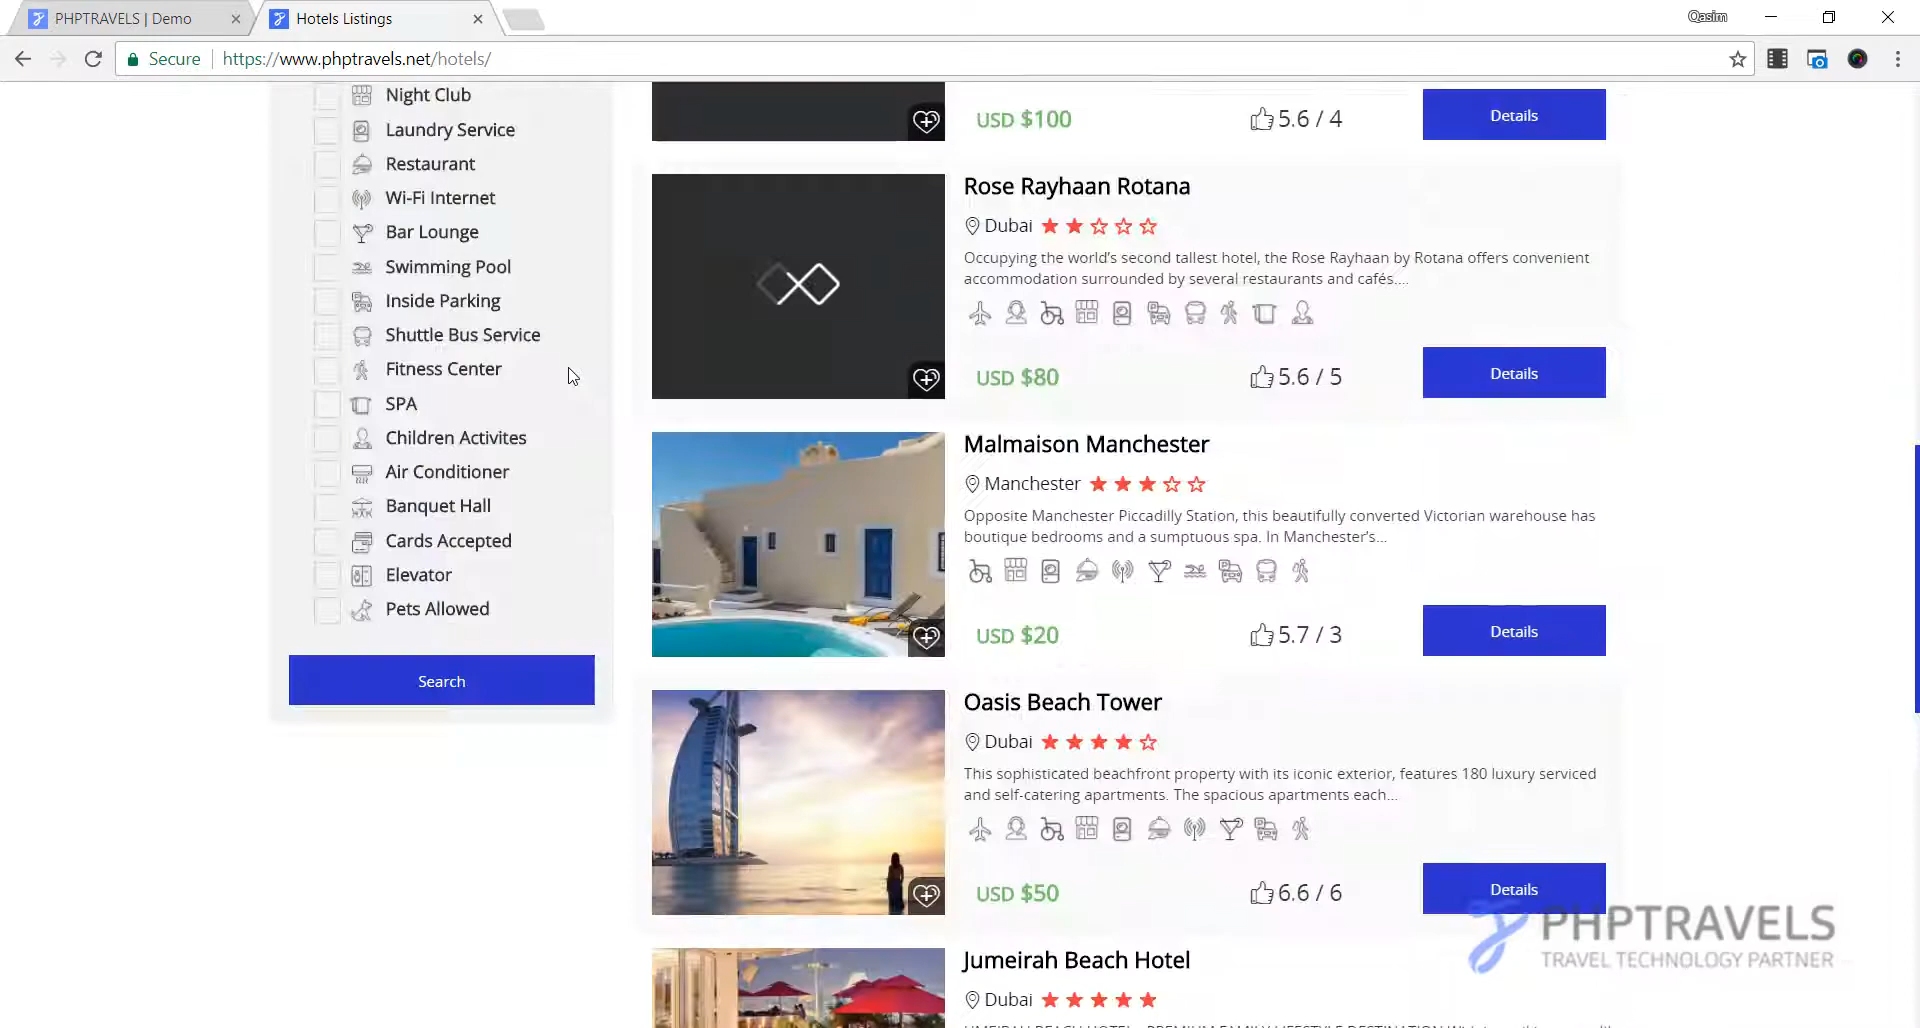 PHPTRAVELS | Demo
Hotels Listings
Qasim
Secure
https://www.phptravels.net/hotels/
Night Club
Laundry Service
Restaurant
Wi-Fi Internet
Bar Lounge
Swimming Pool
Inside Parking
Shuttle Bus Service
Fitness Center
SPA
Children Activites
Air Conditioner
Banquet Hall
Cards Accepted
Elevator
Pets Allowed
Search
USD $100
5.6 / 4
Details
Rose Rayhaan Rotana
Dubai
Occupying the world's second tallest hotel, the Rose Rayhaan by Rotana offers convenient
accommodation surrounded by several restaurants and cafés....
USD $80
5.6 / 5
Details
Malmaison Manchester
Manchester
Opposite Manchester Piccadilly Station, this beautifully converted Victorian warehouse has
boutique bedrooms and a sumptuous spa. In Manchester's...
USD $20
5.7 / 3
Details
Oasis Beach Tower
Dubai
This sophisticated beachfront property with its iconic exterior, features 180 luxury serviced
and self-catering apartments. The spacious apartments each...
USD $50
6.6 / 6
Details
Jumeirah Beach Hotel
Dubai
PHPTRAVELS
TRAVEL TECHNOLOGY PARTNER